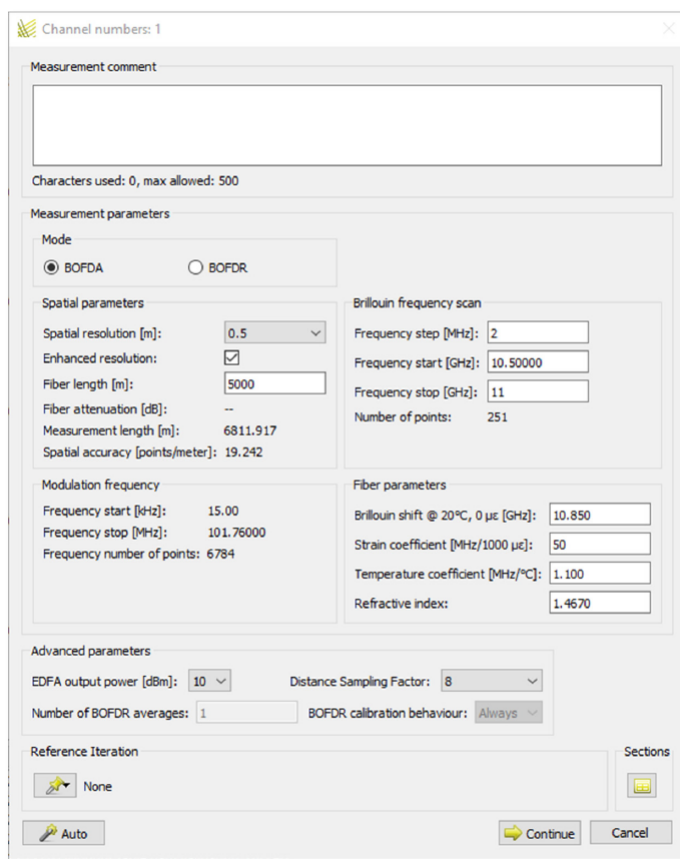 Channel numbers: 1
Measurement comment
Characters used: 0, max allowed: 500
Measurement parameters
Mode
BOFDA BOFDR
Spatial parameters
Spatial resolution [m]: 0.5
Enhanced resolution:
Fiber length [m]: 5000
Fiber attenuation [dB]: --
Measurement length [m]: 6811.917
Spatial accuracy [points/meter]: 19.242
Brillouin frequency scan
Frequency step [MHz]: 2
Frequency start [GHz]: 10.50000
Frequency stop [GHz]: 11
Number of points: 251
Modulation frequency
Frequency start [kHz]: 15.00
Frequency stop [MHz]: 101.76000
Frequency number of points: 6784
Fiber parameters
Brillouin shift @ 20°C, 0 µε [GHz]: 10.850
Strain coefficient [MHz/1000 µε]: 50
Temperature coefficient [MHz/°C]: 1.100
Refractive index: 1.4670
Advanced parameters
EDFA output power [dBm]: 10 Distance Sampling Factor: 8
Number of BOFDR averages: 1 BOFDR calibration behaviour: Always
Reference Iteration
None
Sections
Auto Continue Cancel